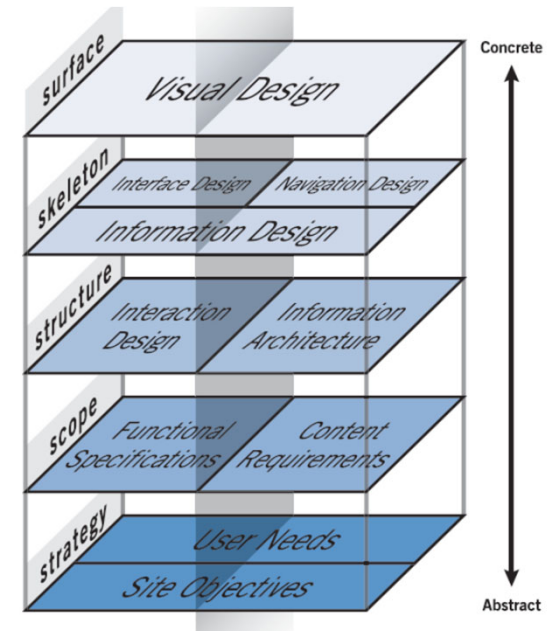 surface
Concrete
Visual Design
skeleton
Interface Design
Navigation Design
Information Design
structure
Interaction
Design
Information
Architecture
scope
Functional
Specifications
Content
Requirements
strategy
User Needs
Site Objectives
Abstract